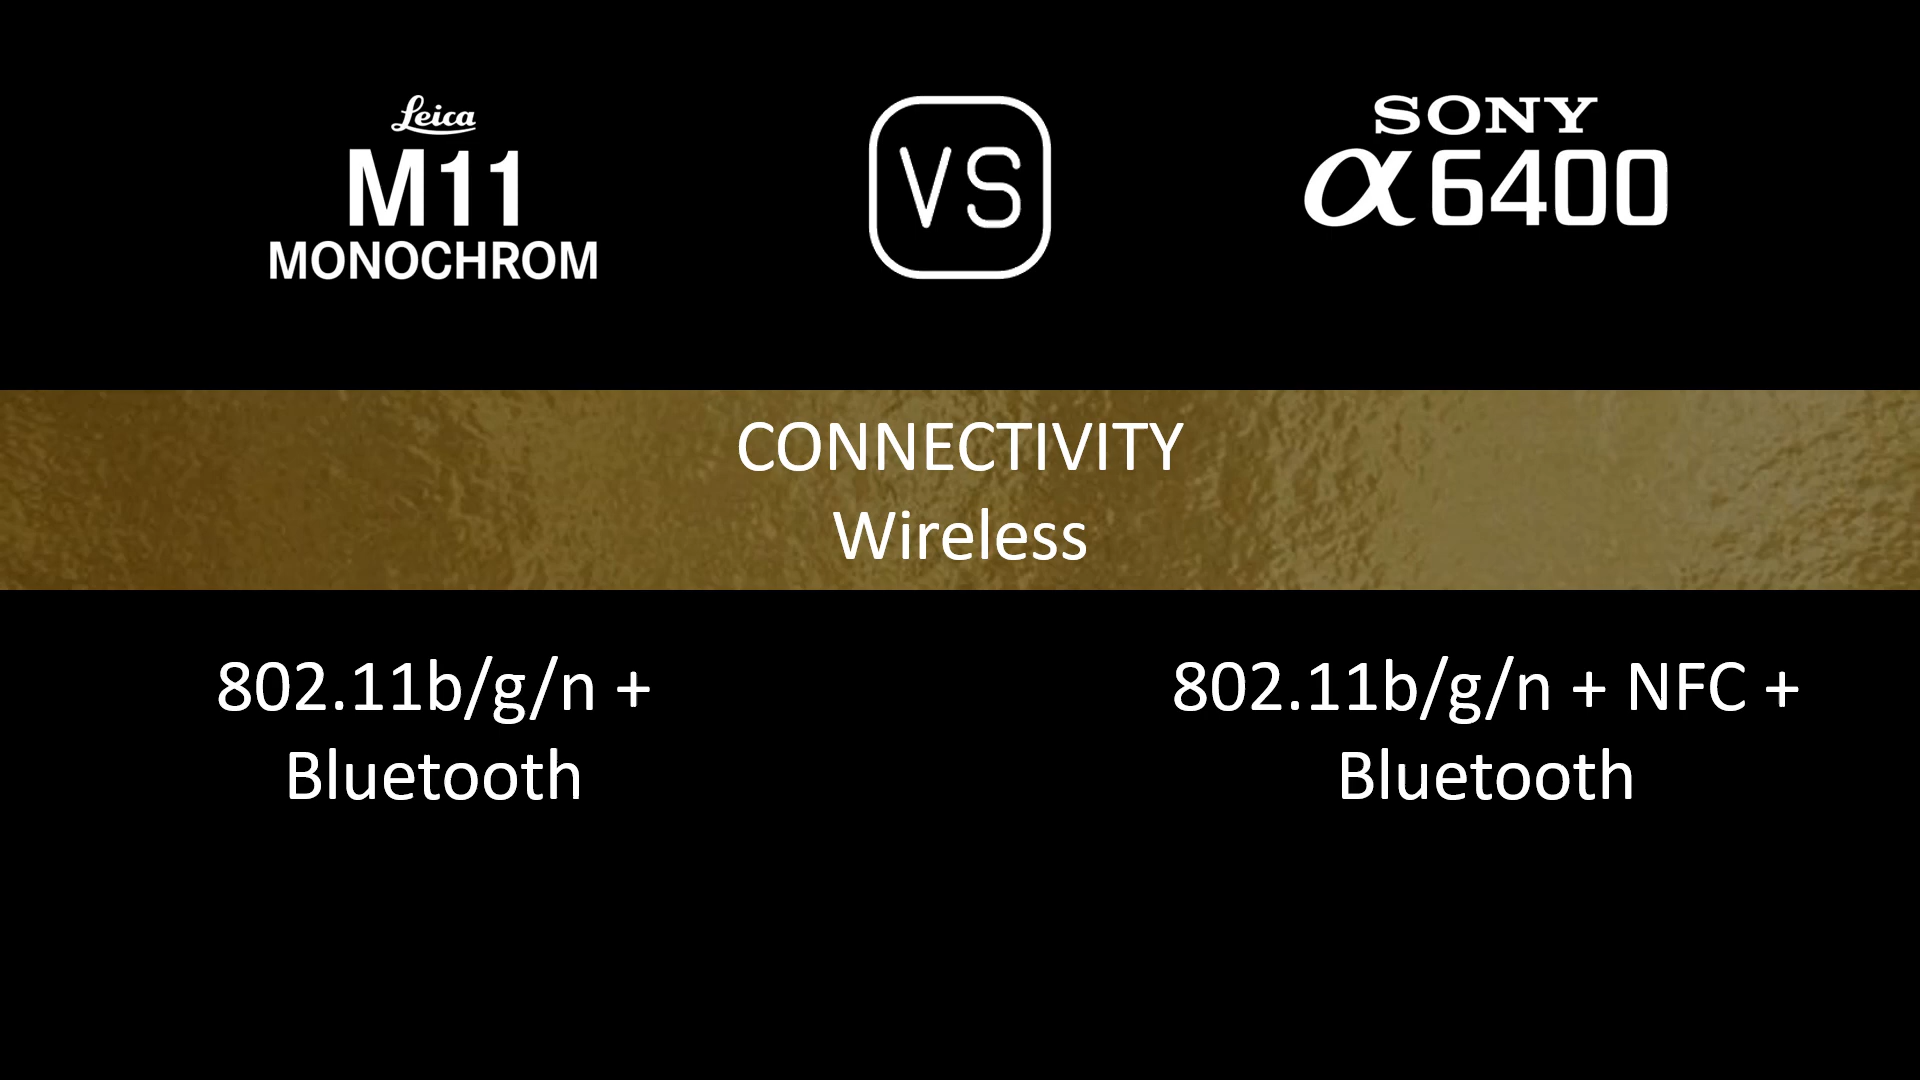 Leica
M11
MONOCHROM
VS
SONY
α6400
CONNECTIVITY
Wireless
802.11b/g/n +
Bluetooth
802.11b/g/n + NFC +
Bluetooth